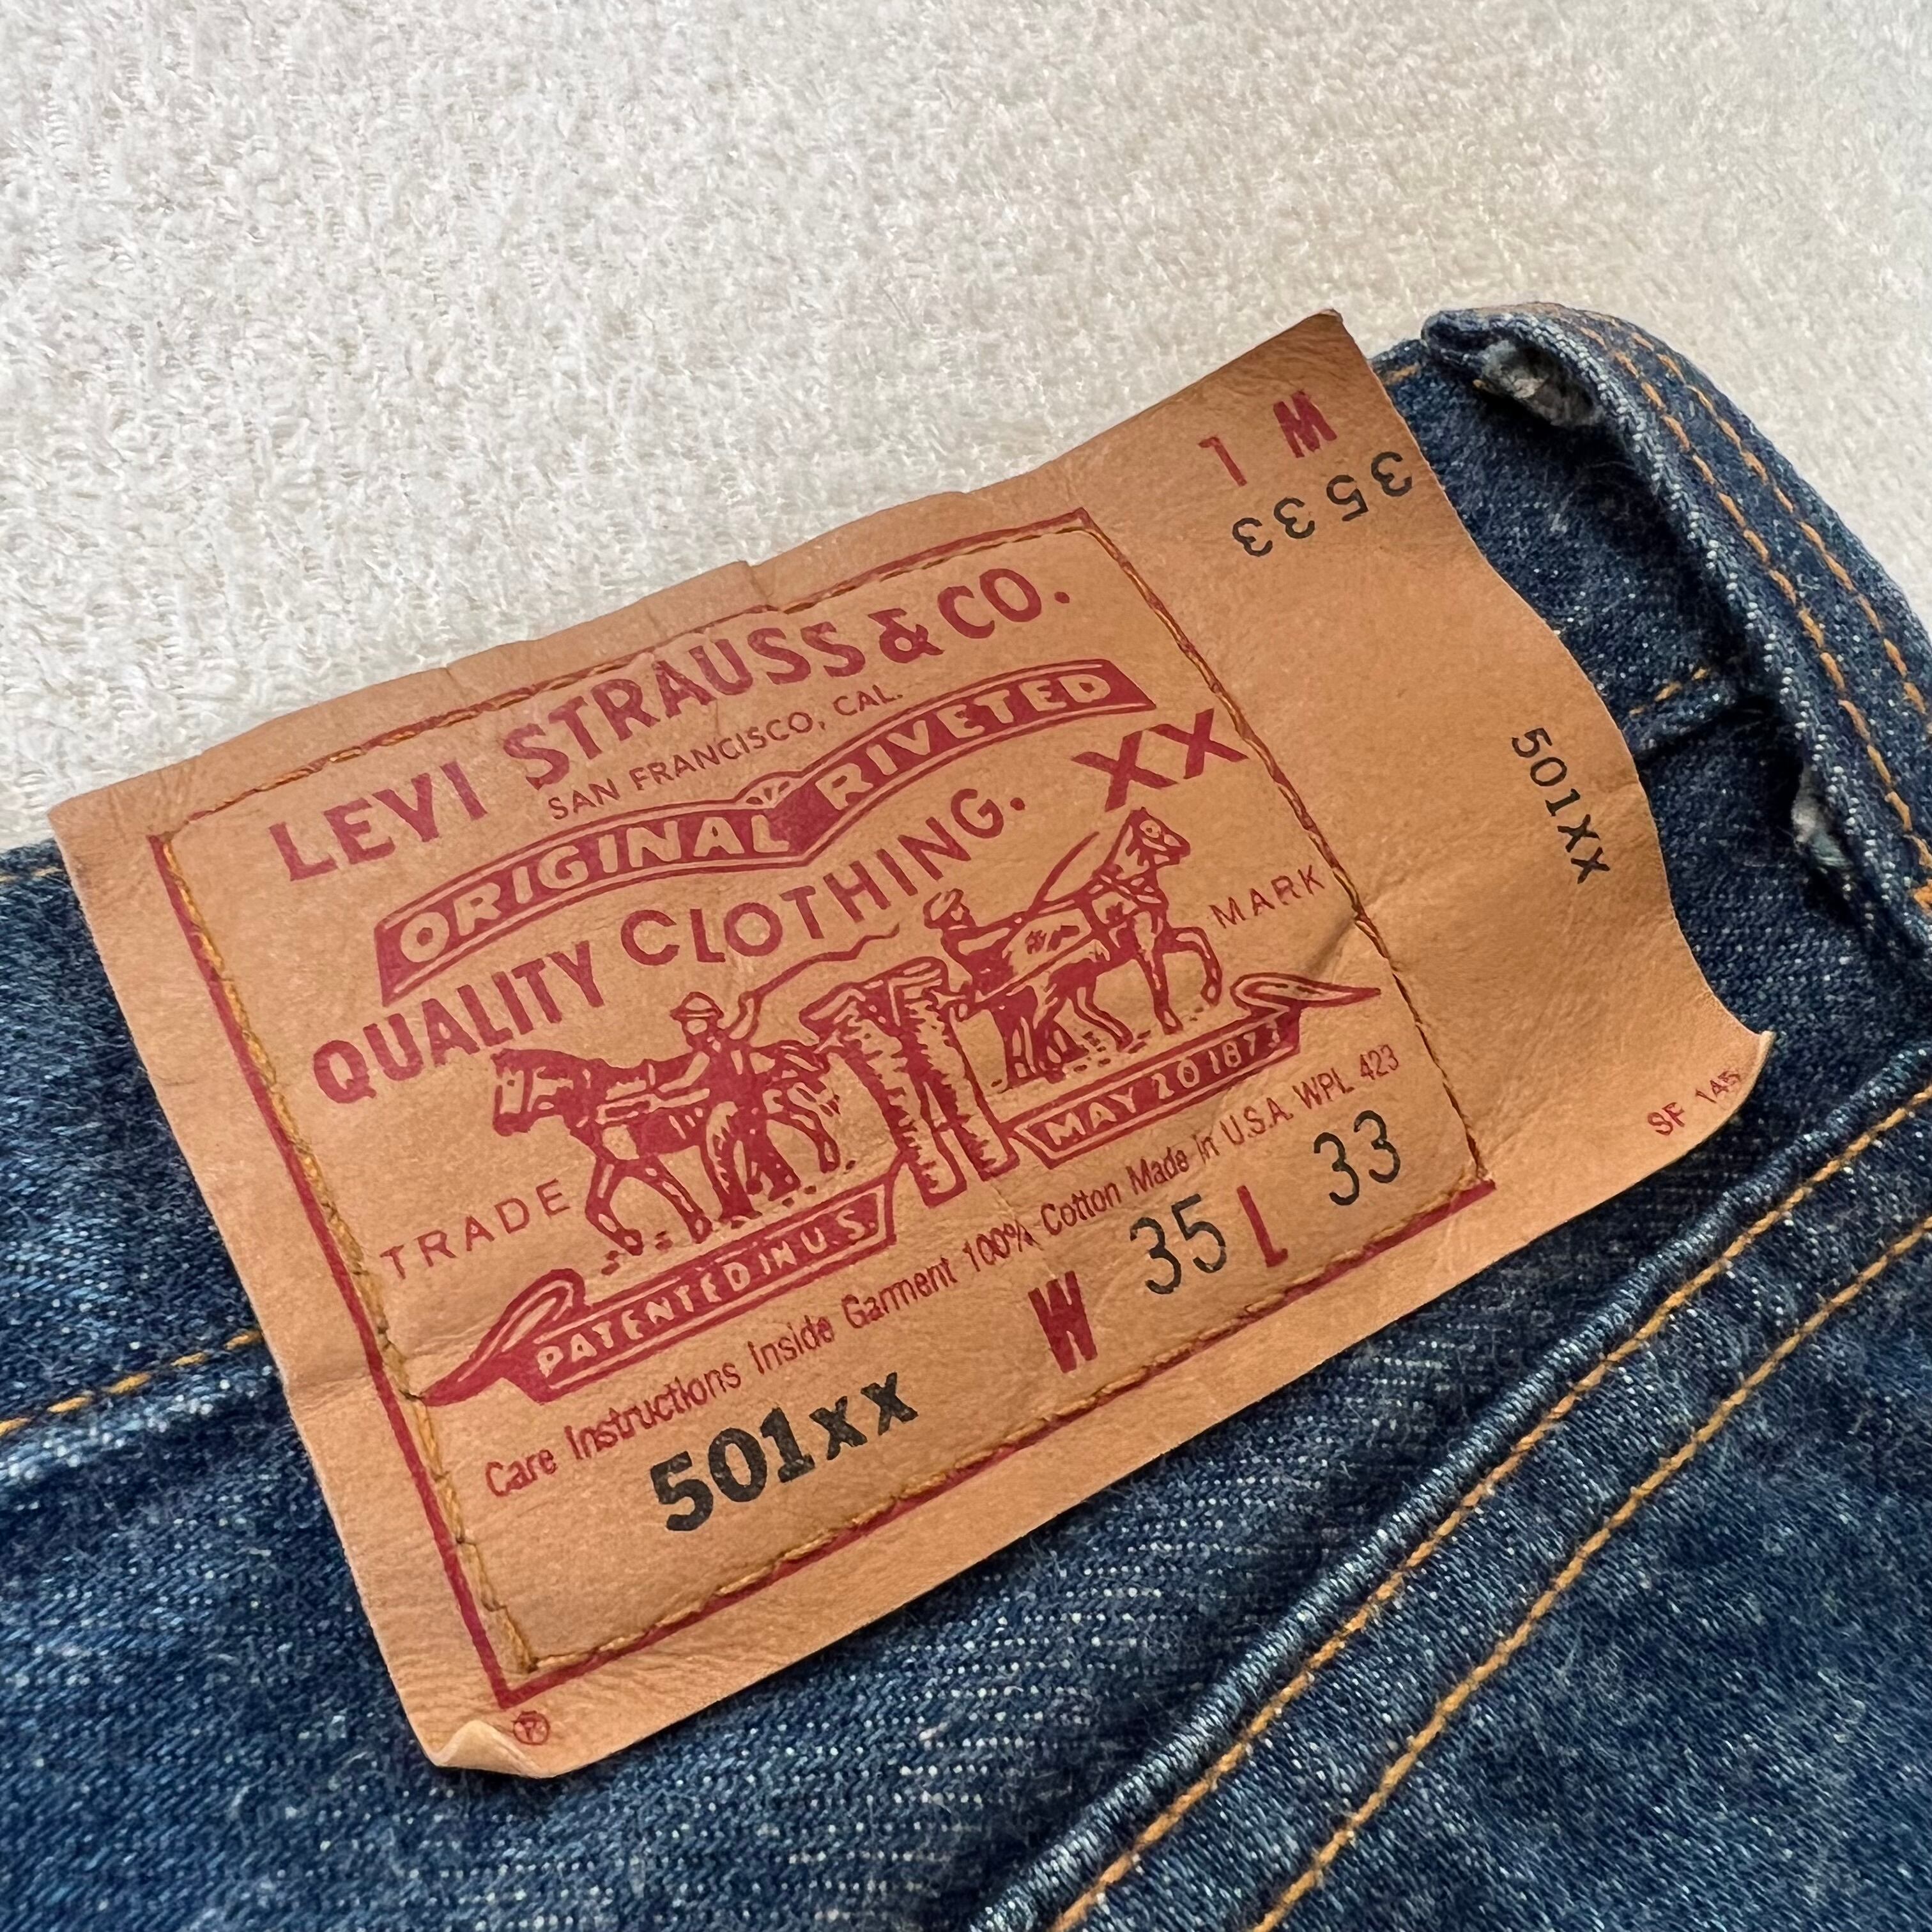 LEVI STRAUSS & CO.
SAN FRANCISCO, CAL.
ORIGINAL RIVETED
QUALITY CLOTHING. XX
TRADE MARK
PATENTED IN U.S. MAY 20 1873
Care Instructions Inside Garment 100% Cotton Made in U.S.A. WPL 423
501xx W 35 L 33
®
W L
35 33
501XX
SF 145